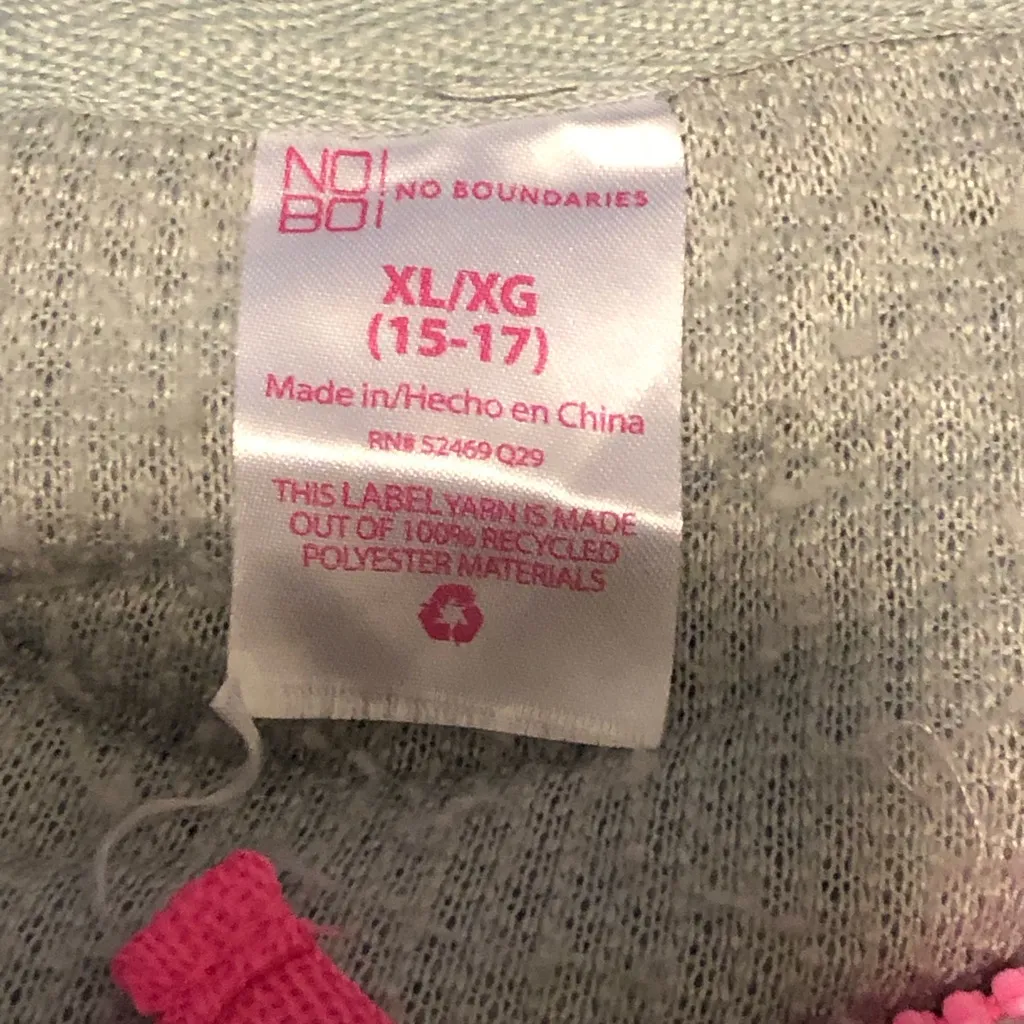 NO
BO
NO BOUNDARIES
XL/XG
(15-17)
Made in/Hecho en China
RN# 52469 Q29
THIS LABEL YARN IS MADE
OUT OF 100% RECYCLED
POLYESTER MATERIALS